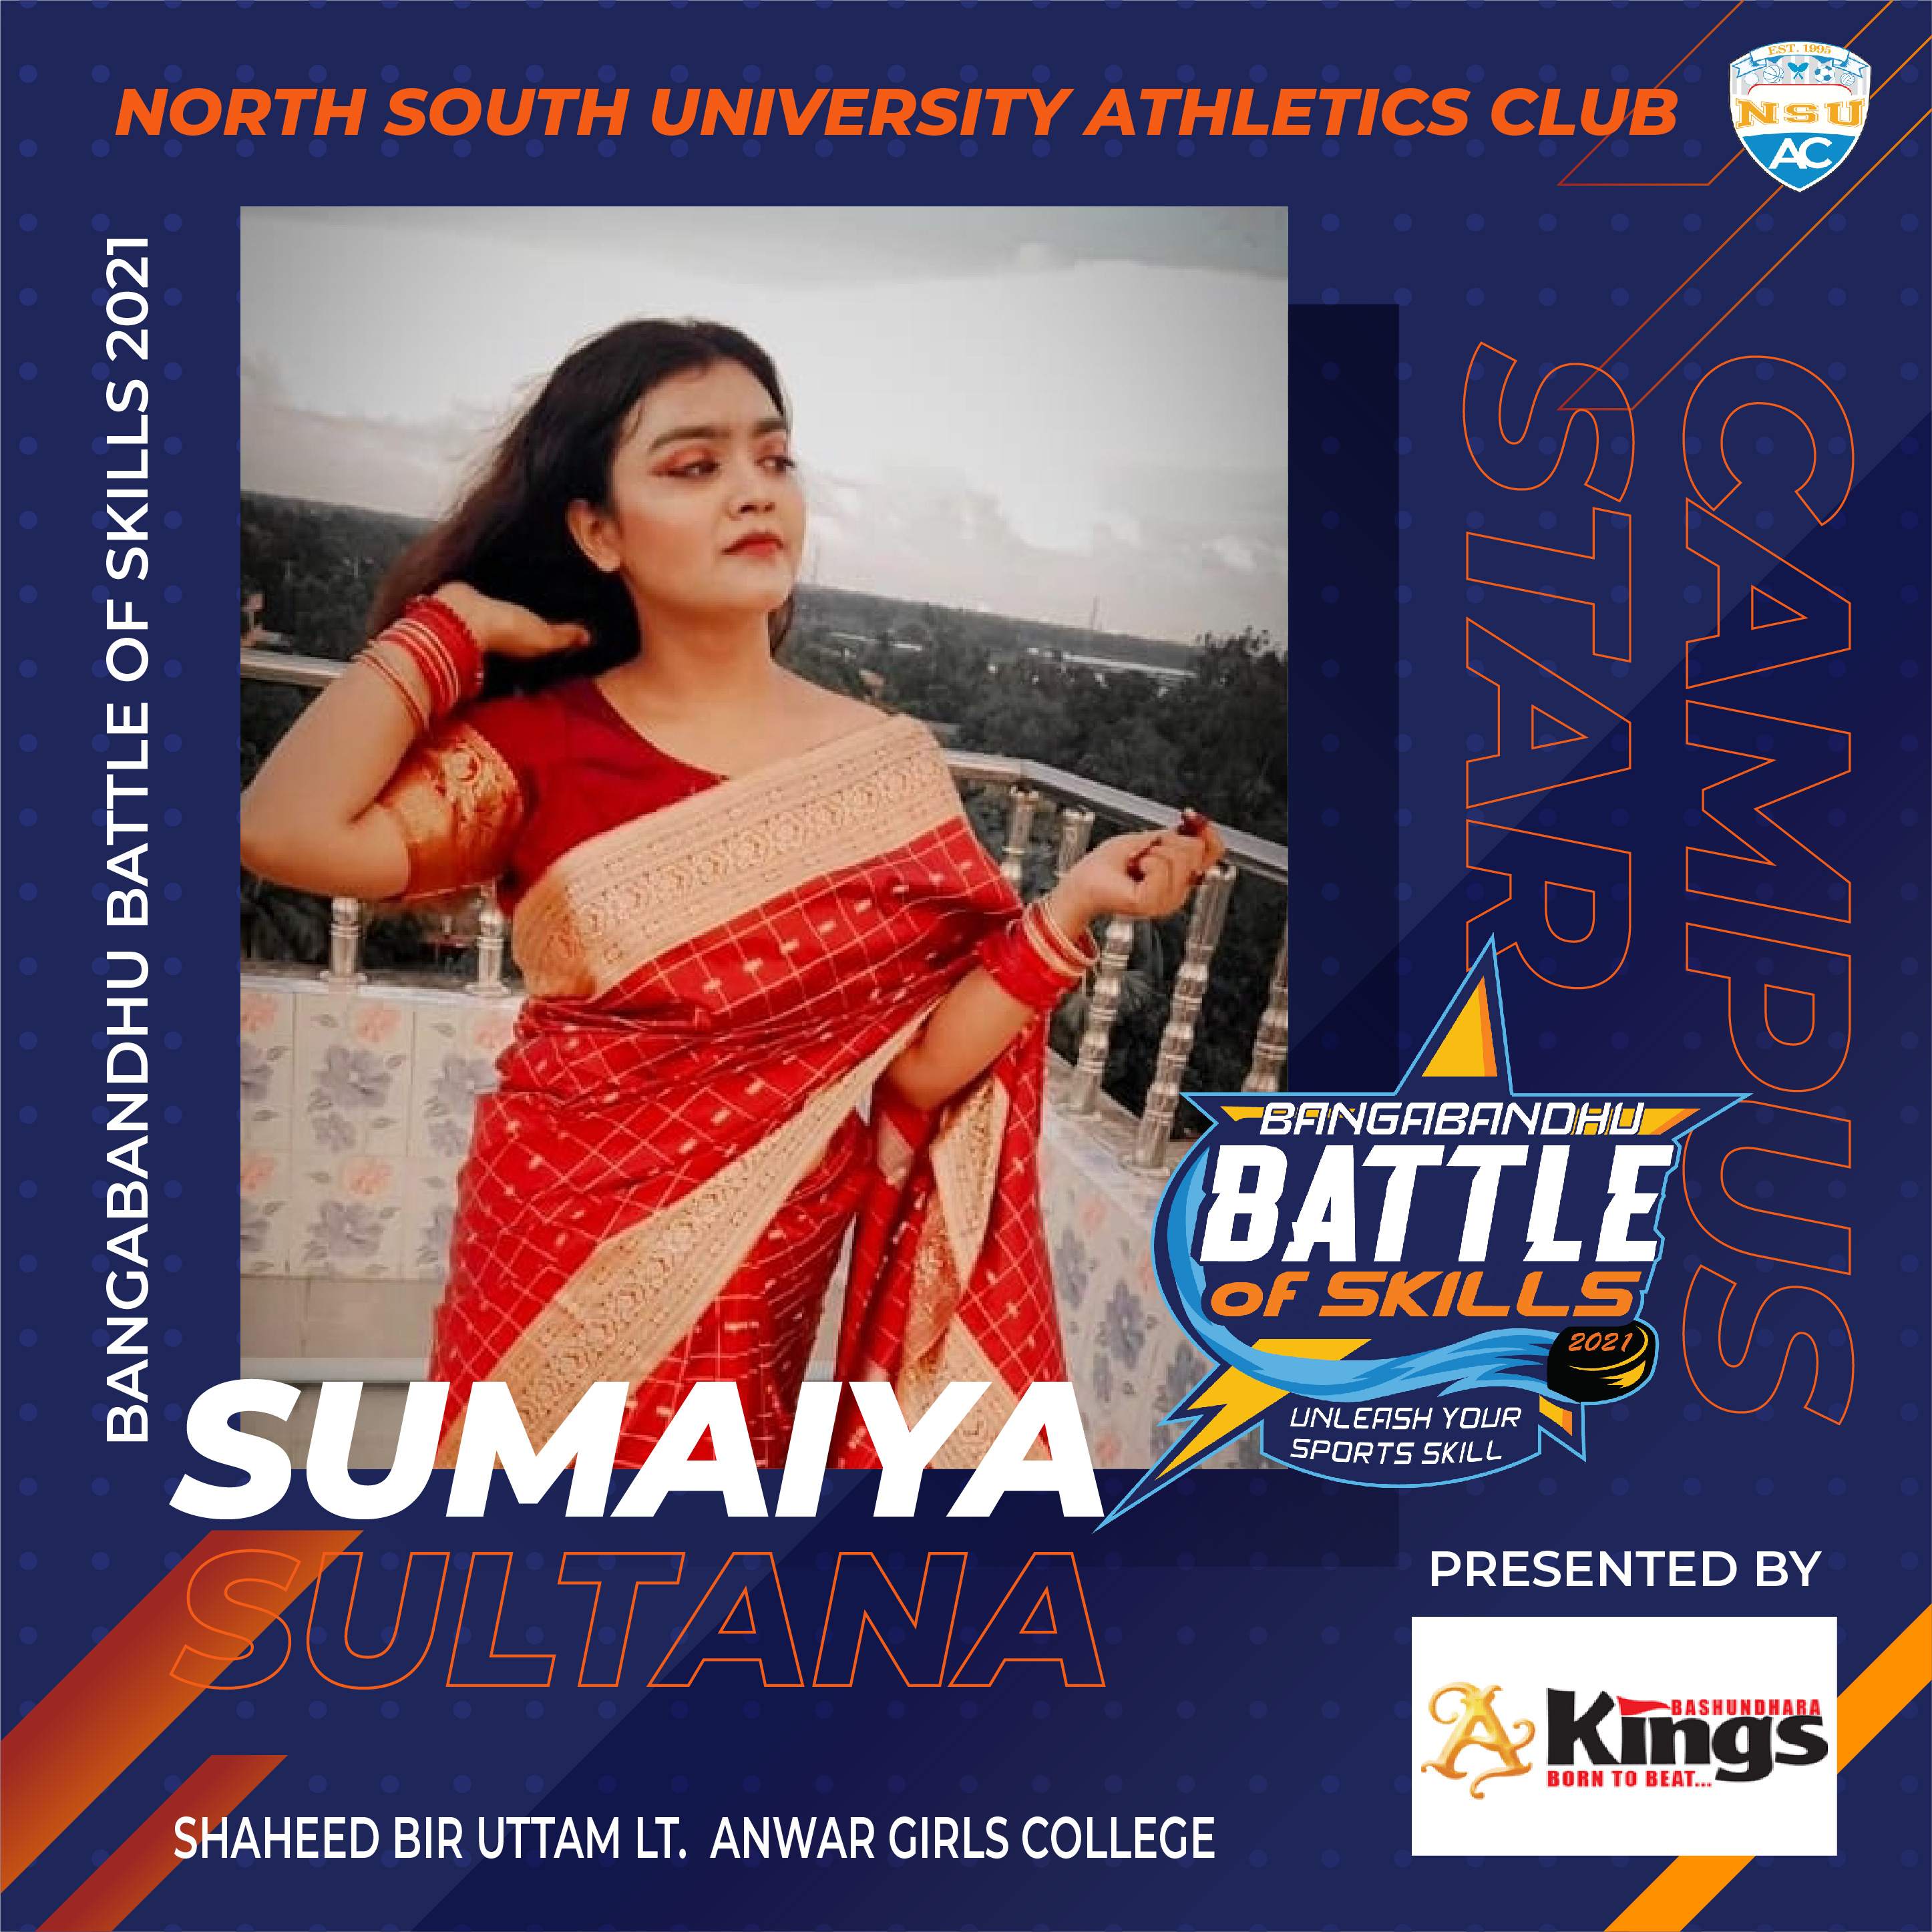 NORTH SOUTH UNIVERSITY ATHLETICS CLUB
EST. 1995
NSU
AC
BANGABANDHU BATTLE OF SKILLS 2021
CAMPUS
STAR
BANGABANDHU
BATTLE
OF SKILLS
2021
UNLEASH YOUR
SPORTS SKILL
SUMAIYA
SULTANA
PRESENTED BY
A
BASHUNDHARA
Kings
BORN TO BEAT...
SHAHEED BIR UTTAM LT. ANWAR GIRLS COLLEGE